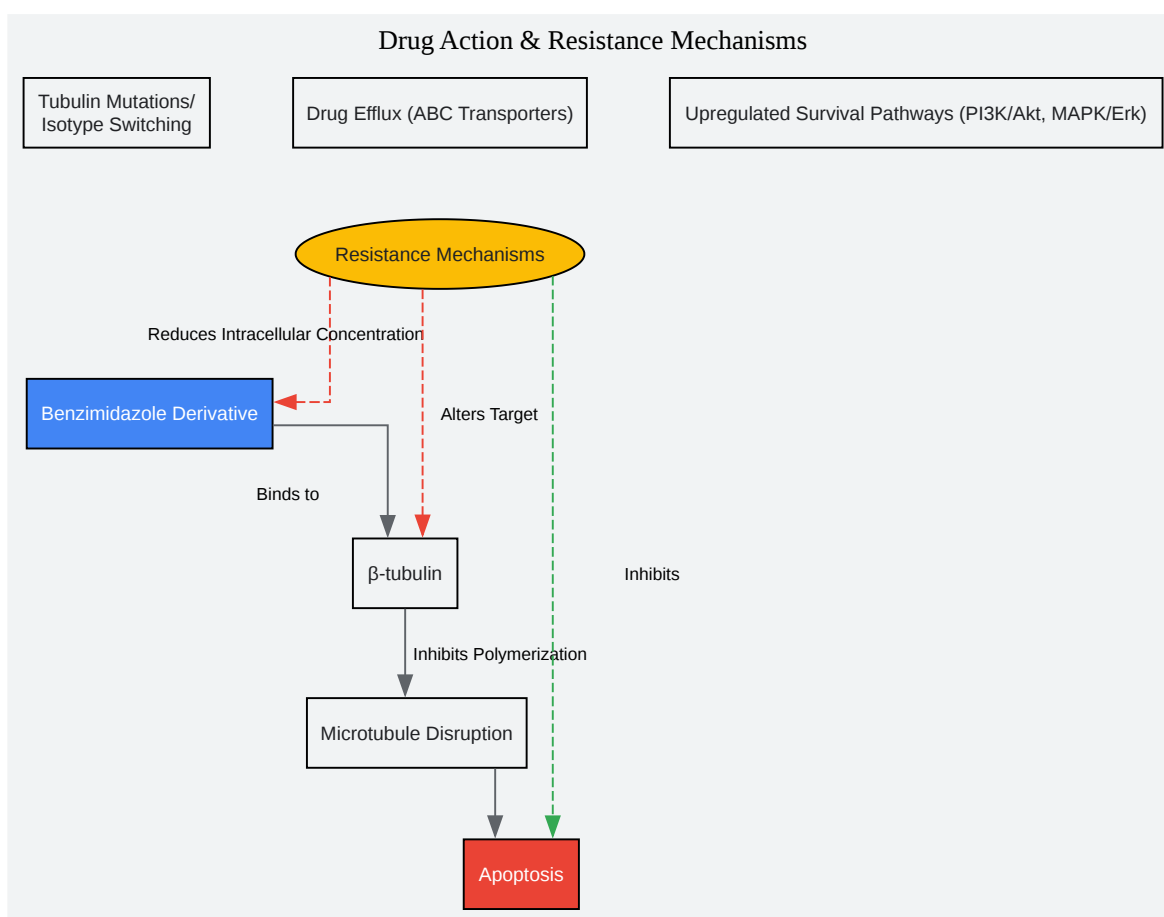 Drug Action & Resistance Mechanisms
Tubulin Mutations/
Isotype Switching
Drug Efflux (ABC Transporters)
Upregulated Survival Pathways (PI3K/Akt, MAPK/Erk)
Resistance Mechanisms
Reduces Intracellular Concentration
Benzimidazole Derivative
Alters Target
Binds to
β-tubulin
Inhibits
Inhibits Polymerization
Microtubule Disruption
Apoptosis